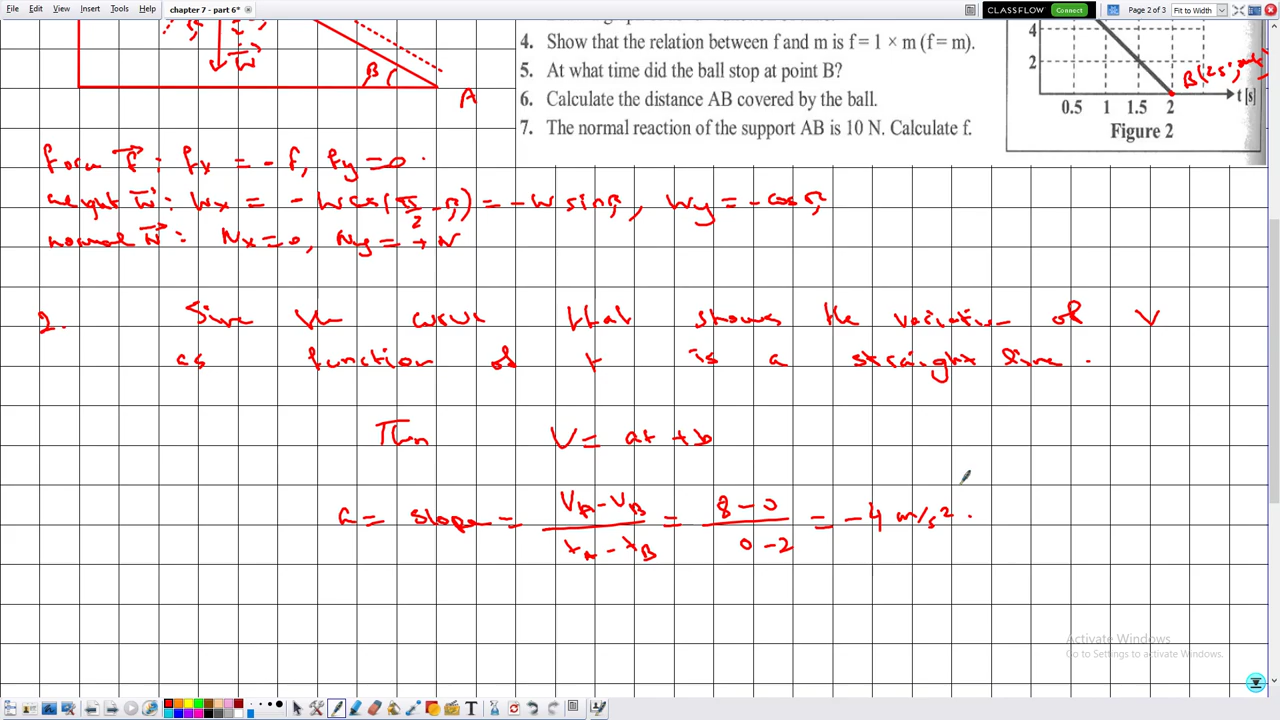 File Edit View Insert Tools Help chapter 7 - part 6* CLASSFLOW Connect Page 2 of 3 Fit to Width
4. Show that the relation between f and m is f = 1 × m (f = m).
5. At what time did the ball stop at point B?
6. Calculate the distance AB covered by the ball.
7. The normal reaction of the support AB is 10 N. Calculate f.
4
2
0.5 1 1.5 2 t [s]
Figure 2
W
β
A
form f : fx = - f, fy = 0 .
weight W : Wx = - W cos(π/2 - β) = - W sin β , Wy = - cos β
normal N : Nx = 0, Ny = + N
2. Since the curve that shows the variation of V
as function of t is a straight line .
Then V = at + b
a = slope = (VA - VB)/(tA - tB) = (8 - 0)/(0 - 2) = - 4 m/s² .
Activate Windows
Go to Settings to activate Windows.